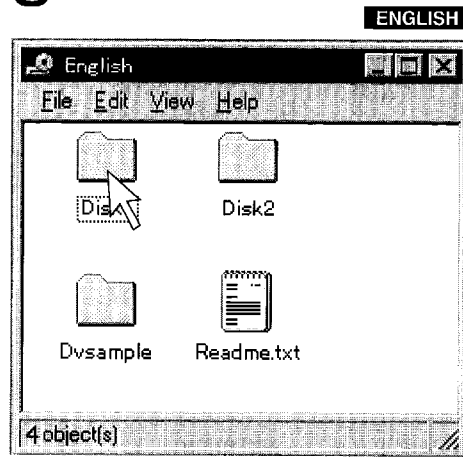 ENGLISH
English
File Edit View Help
Disk2
Dvsample Readme.txt
4 object(s)